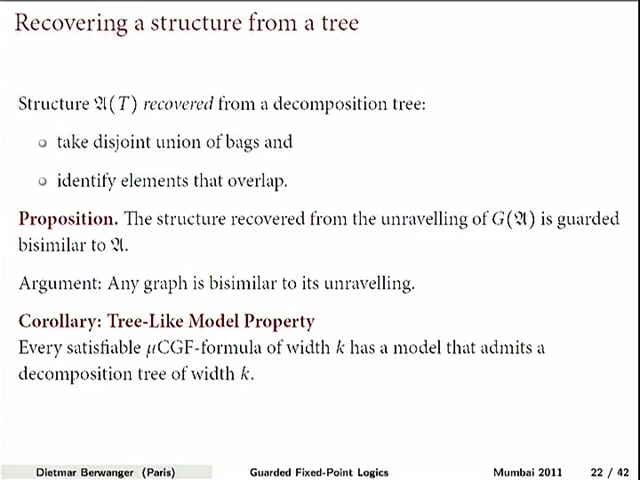 Recovering a structure from a tree
Structure 𝔄(T) recovered from a decomposition tree:
take disjoint union of bags and
identify elements that overlap.
Proposition. The structure recovered from the unravelling of G(𝔄) is guarded
bisimilar to 𝔄.
Argument: Any graph is bisimilar to its unravelling.
Corollary: Tree-Like Model Property
Every satisfiable μCGF-formula of width k has a model that admits a
decomposition tree of width k.
Dietmar Berwanger (Paris) Guarded Fixed-Point Logics Mumbai 2011 22 / 42